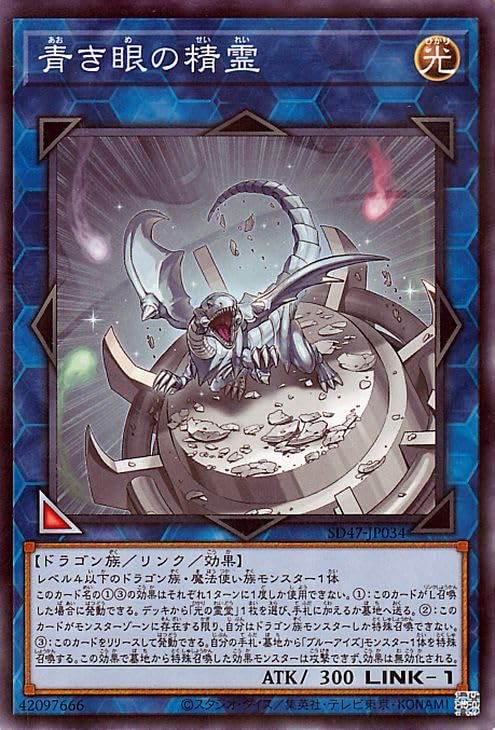 青き眼の精霊
光
SD47-JP034
【ドラゴン族／リンク／効果】
レベル４以下のドラゴン族・魔法使い族モンスター１体
このカード名の①③の効果はそれぞれ１ターンに１度しか使用できない。①：このカードがL召喚
した場合に発動できる。デッキから「光の霊堂」１枚を選び、手札に加えるか墓地へ送る。②：この
カードがモンスターゾーンに存在する限り、自分はドラゴン族モンスターしか特殊召喚できない。
③：このカードをリリースして発動できる。自分の手札・墓地から「ブルーアイズ」モンスター１体を特殊
召喚する。この効果で墓地から特殊召喚した効果モンスターは攻撃できず、効果は無効化される。
ATK/ 300 LINK-1
42097666
©スタジオ・ダイス／集英社・テレビ東京・KONAMI